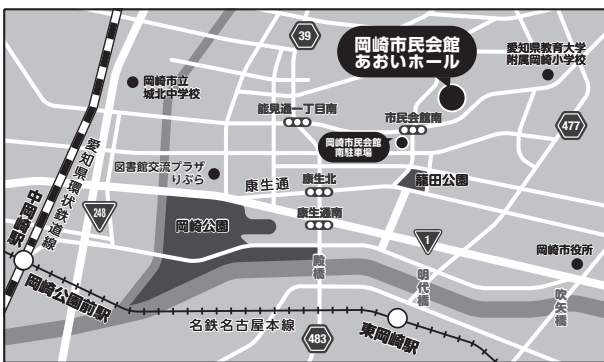 39
岡崎市民会館
あおいホール
愛知県教育大学
附属岡崎小学校
岡崎市立
城北中学校
能見通一丁目南
市民会館南
477
岡崎市民会館
南駐車場
愛知県環状鉄道線
図書館交流プラザ
りぶら
康生通
康生北
籠田公園
中岡崎駅
248
岡崎公園
康生通南
1
岡崎市役所
殿橋
明代橋
吹矢橋
岡崎公園前駅
名鉄名古屋本線
東岡崎駅
483